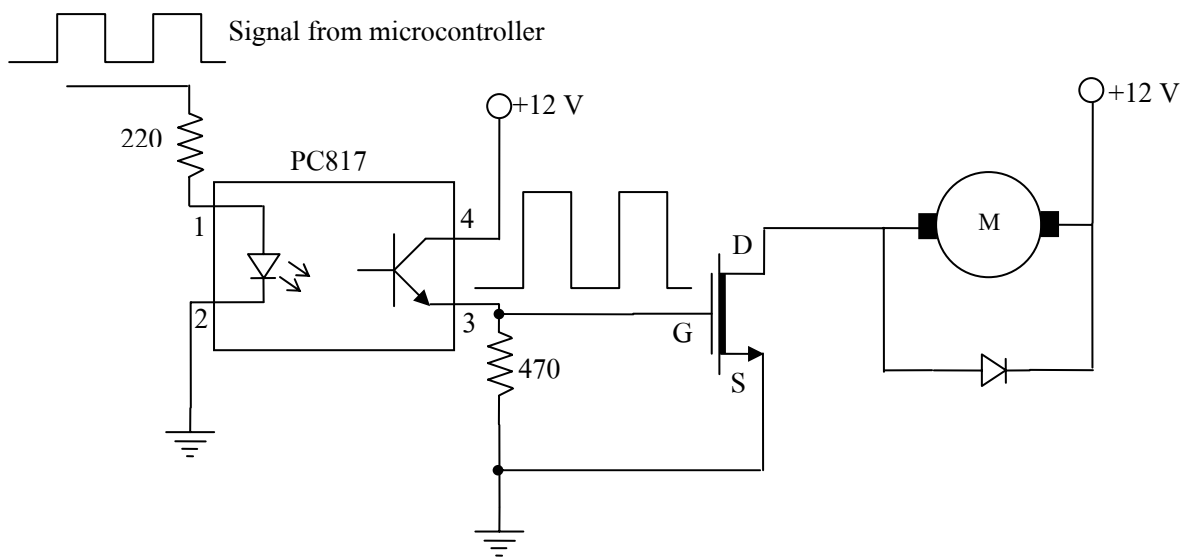 Signal from microcontroller
+12 V
+12 V
220
PC817
M
1
4
D
2
3
G
470
S